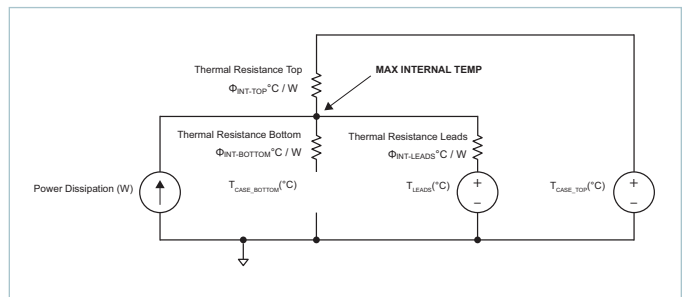 Thermal Resistance Top
MAX INTERNAL TEMP
ΦINT-TOP°C / W
Thermal Resistance Bottom
Thermal Resistance Leads
ΦINT-BOTTOM°C / W
ΦINT-LEADS°C / W
Power Dissipation (W)
TCASE_BOTTOM(°C)
TLEADS(°C)
+
–
TCASE_TOP(°C)
+
–